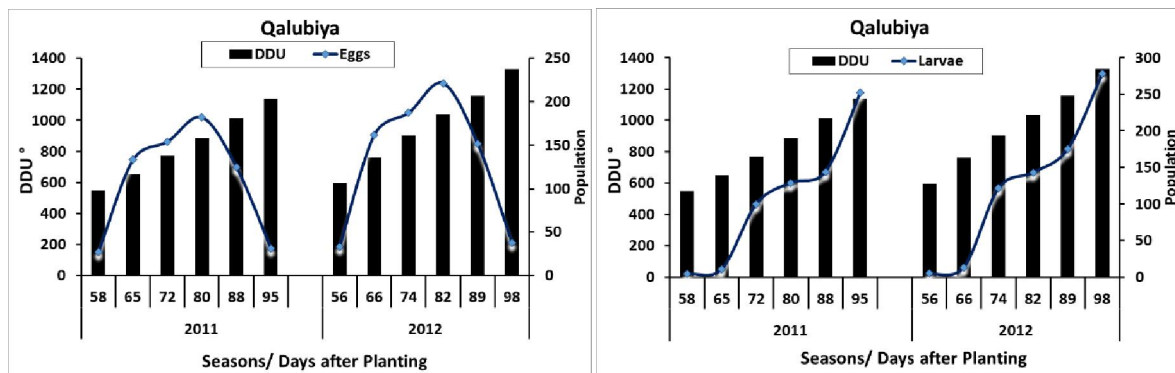 Qalubiya
DDU Eggs
1400
1200
1000
800
600
400
200
0
DDU °
250
200
150
100
50
0
Population
58 65 72 80 88 95 56 66 74 82 89 98
2011 2012
Seasons/ Days after Planting
Qalubiya
DDU Larvae
1400
1200
1000
800
600
400
200
0
DDU °
300
250
200
150
100
50
0
Population
58 65 72 80 88 95 56 66 74 82 89 98
2011 2012
Seasons/ Days after Planting